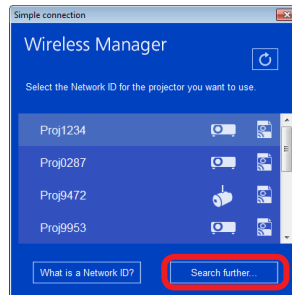 Simple connection
Wireless Manager
Select the Network ID for the projector you want to use.
Proj1234
Proj0287
Proj9472
Proj9953
What is a Network ID?
Search further...